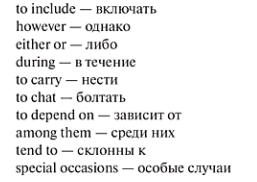 to include — включать
however — однако
either or — либо
during — в течение
to carry — нести
to chat — болтать
to depend on — зависит от
among them — среди них
tend to — склонны к
special occasions — особые случаи